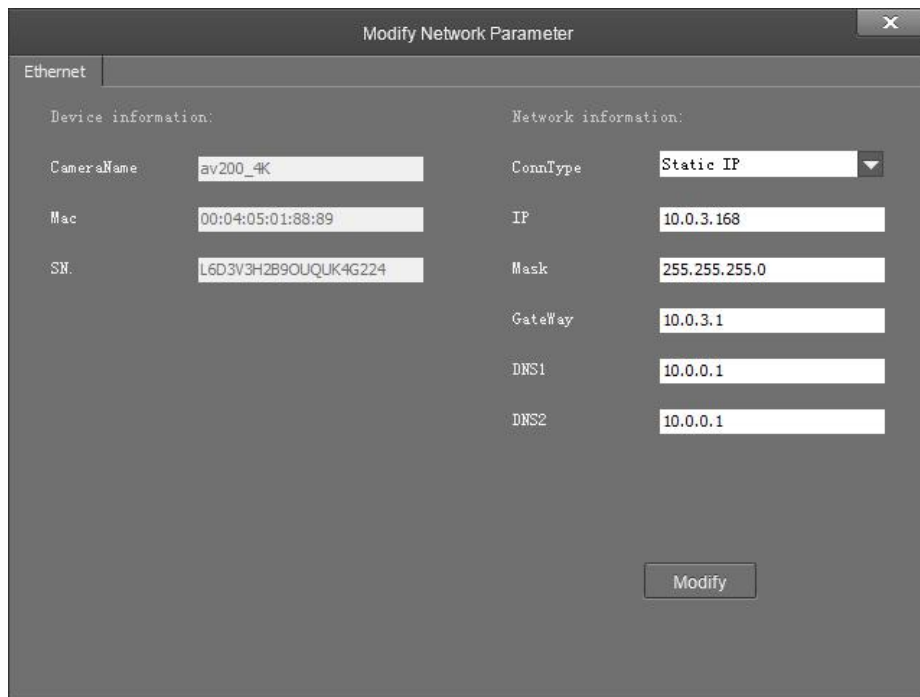 Modify Network Parameter
Ethernet
Device information:
CameraName av200_4K
Mac 00:04:05:01:88:89
SN. L6D3V3H2B9OUQUK4G224
Network information:
ConnType Static IP
IP 10.0.3.168
Mask 255.255.255.0
GateWay 10.0.3.1
DNS1 10.0.0.1
DNS2 10.0.0.1
Modify